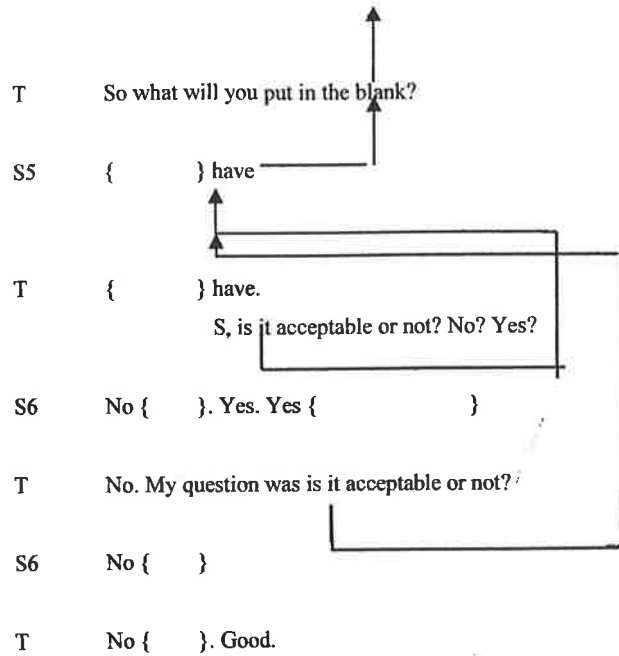 T So what will you put in the blank?
S5 { } have
T { } have.
S, is it acceptable or not? No? Yes?
S6 No { }. Yes. Yes { }
T No. My question was is it acceptable or not?
S6 No { }
T No { }. Good.